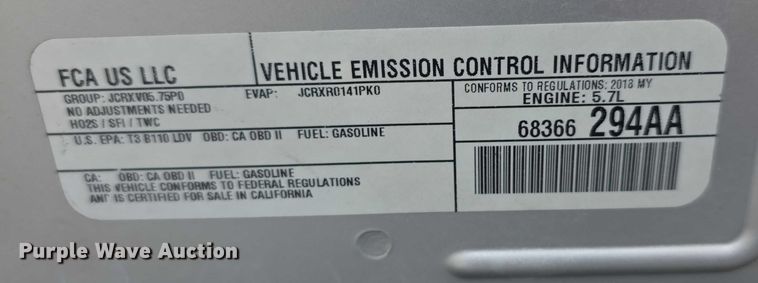 FCA US LLC
VEHICLE EMISSION CONTROL INFORMATION
GROUP: JCRXV05.75P0 EVAP: JCRXR0141PK0
NO ADJUSTMENTS NEEDED
HO2S / SFI / TWC
CONFORMS TO REGULATIONS: 2018 MY
ENGINE: 5.7L
U.S. EPA: T3 B110 LDV OBD: CA OBD II FUEL: GASOLINE
68366 294AA
CA: OBD: CA OBD II FUEL: GASOLINE
THIS VEHICLE CONFORMS TO FEDERAL REGULATIONS
AND IS CERTIFIED FOR SALE IN CALIFORNIA
Purple Wave Auction